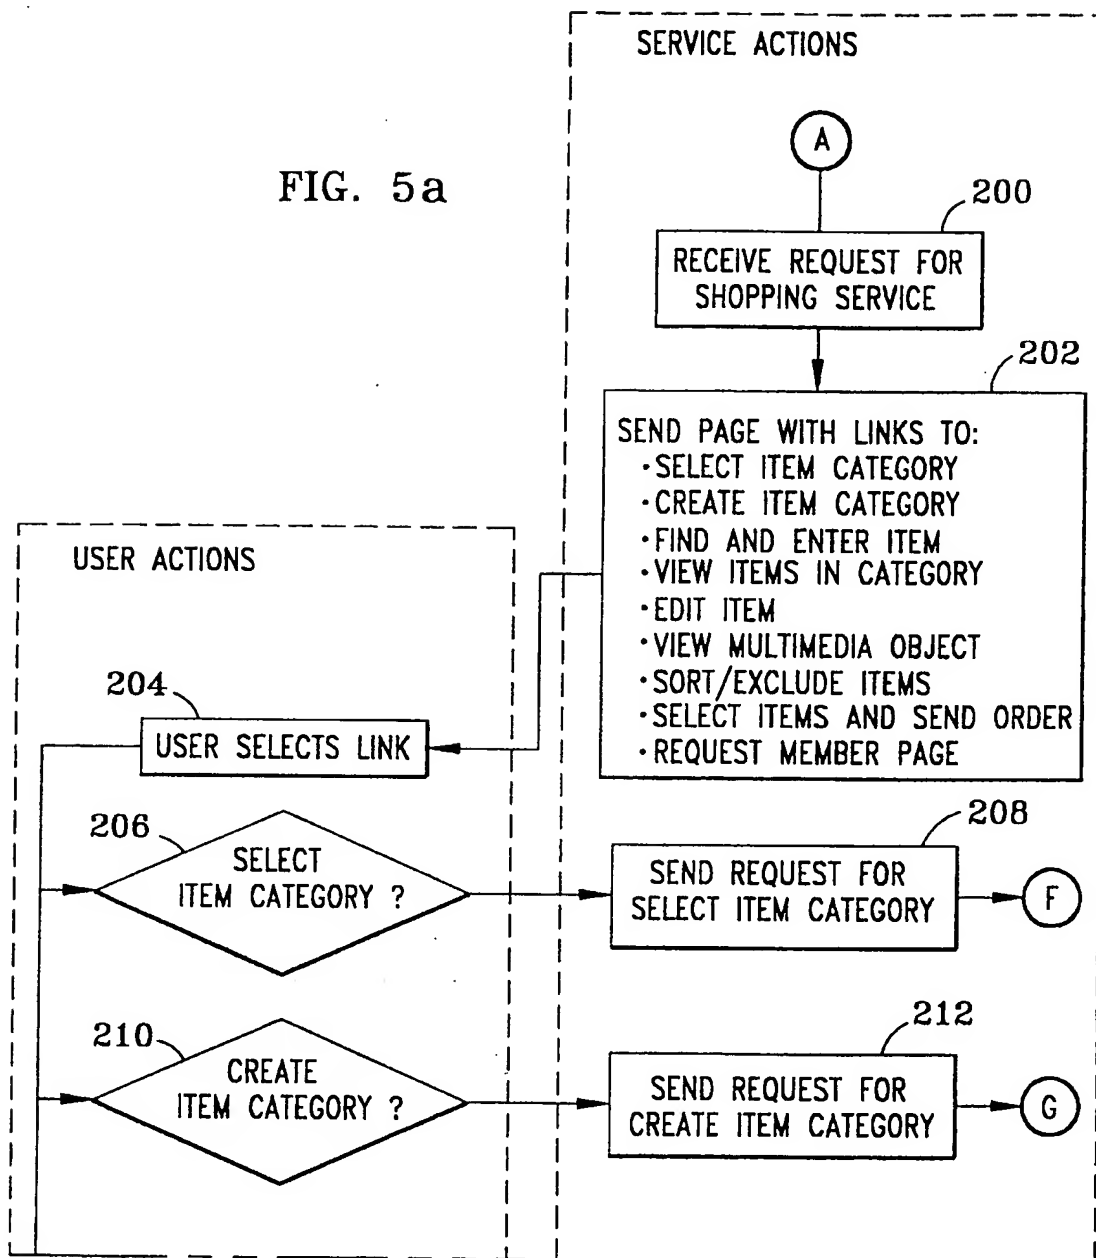 SERVICE ACTIONS
A
FIG. 5a
200
RECEIVE REQUEST FOR
SHOPPING SERVICE
202
SEND PAGE WITH LINKS TO:
·SELECT ITEM CATEGORY
·CREATE ITEM CATEGORY
·FIND AND ENTER ITEM
·VIEW ITEMS IN CATEGORY
·EDIT ITEM
·VIEW MULTIMEDIA OBJECT
·SORT/EXCLUDE ITEMS
·SELECT ITEMS AND SEND ORDER
·REQUEST MEMBER PAGE
USER ACTIONS
204
USER SELECTS LINK
206
SELECT
ITEM CATEGORY ?
208
SEND REQUEST FOR
SELECT ITEM CATEGORY
F
210
CREATE
ITEM CATEGORY ?
212
SEND REQUEST FOR
CREATE ITEM CATEGORY
G